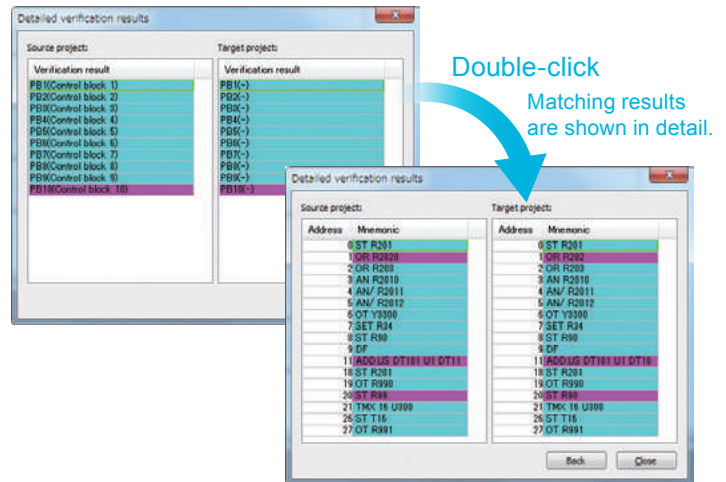 Detailed verification results
Source project:
Target project:
Verification result
Verification result
PB1(Control block 1)
PB1(-)
PB2(Control block 2)
PB2(-)
PB3(Control block 3)
PB3(-)
PB4(Control block 4)
PB4(-)
PB5(Control block 5)
PB5(-)
PB6(Control block 6)
PB6(-)
PB7(Control block 7)
PB7(-)
PB8(Control block 8)
PB8(-)
PB9(Control block 9)
PB9(-)
PB10(Control block 10)
PB10(-)
Double-click
Matching results
are shown in detail.
Detailed verification results
Source project:
Target project:
Address Mnemonic
Address Mnemonic
0 ST R201
0 ST R201
1 OR R2020
1 OR R202
2 OR R203
2 OR R203
3 AN R2010
3 AN R2010
4 AN/ R2011
4 AN/ R2011
5 AN/ R2012
5 AN/ R2012
6 OT Y3300
6 OT Y3300
7 SET R34
7 SET R34
8 ST R90
8 ST R90
9 DF
9 DF
11 ADD.US DT101 U1 DT11
11 ADD.US DT101 U1 DT10
18 ST R201
18 ST R201
19 OT R990
19 OT R990
20 ST R99
20 ST R90
21 TMX 16 U300
21 TMX 16 U300
26 ST T16
26 ST T16
27 OT R991
27 OT R991
Back
Close